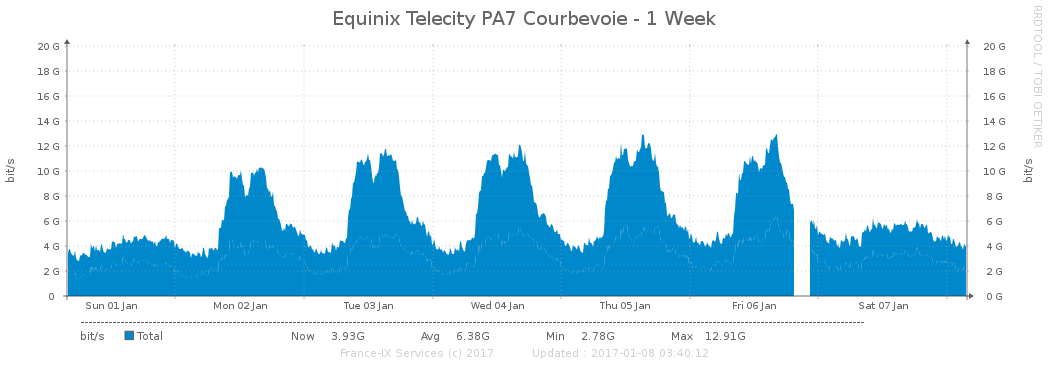 Equinix Telecity PA7 Courbevoie - 1 Week
RRDTOOL / TOBI OETIKER
20 G 20 G
18 G 18 G
16 G 16 G
14 G 14 G
12 G 12 G
10 G 10 G
8 G 8 G
6 G 6 G
4 G 4 G
2 G 2 G
0 0 G
bit/s bit/s
Sun 01 Jan Mon 02 Jan Tue 03 Jan Wed 04 Jan Thu 05 Jan Fri 06 Jan Sat 07 Jan
bit/s Total Now 3.93G Avg 6.38G Min 2.78G Max 12.91G
France-IX Services (c) 2017 Updated : 2017-01-08 03:40:12